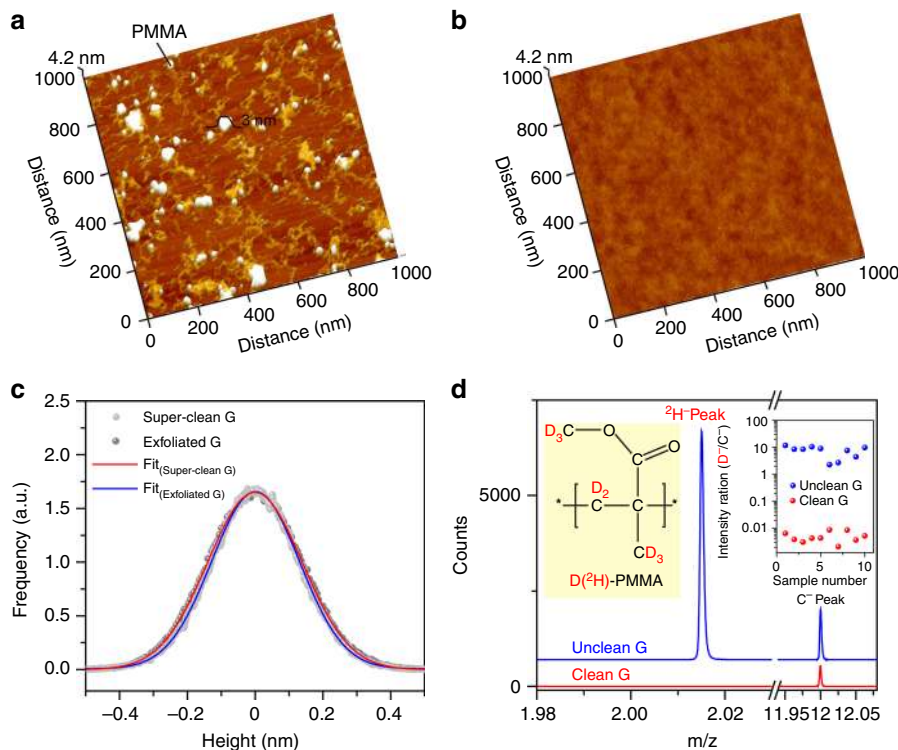 a
PMMA
4.2 nm
1000
800
600
400
200
0
Distance (nm)
3 nm
0
200
400
600
800
1000
Distance (nm)
b
4.2 nm
1000
800
600
400
200
0
Distance (nm)
0
200
400
600
800
1000
Distance (nm)
c
2.5
2.0
1.5
1.0
0.5
0.0
Frequency (a.u.)
Super-clean G
Exfoliated G
Fit(Super-clean G)
Fit(Exfoliated G)
−0.4 −0.2 0 0.2 0.4
Height (nm)
d
5000
0
Counts
²H⁻Peak
D₃C O O
C
* D₂ *
C C
CD₃
D(²H)-PMMA
Intensity ration (D⁻/C⁻)
100
10
1
0.1
0.01
Unclean G
Clean G
0 5 10
Sample number
C⁻ Peak
Unclean G
Clean G
1.98 2.00 2.02 11.95 12 12.05
m/z